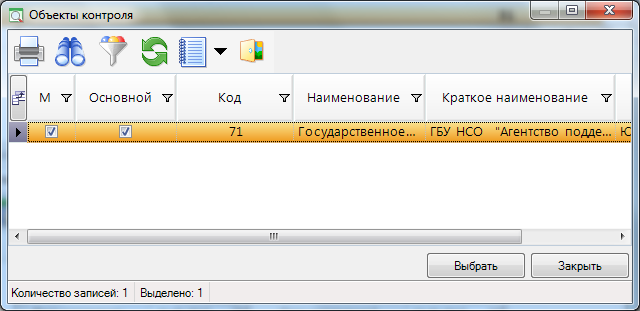 Объекты контроля
М Основной Код Наименование Краткое наименование
71 Государственное... ГБУ НСО "Агентство подде... Ю
Выбрать Закрыть
Количество записей: 1 Выделено: 1